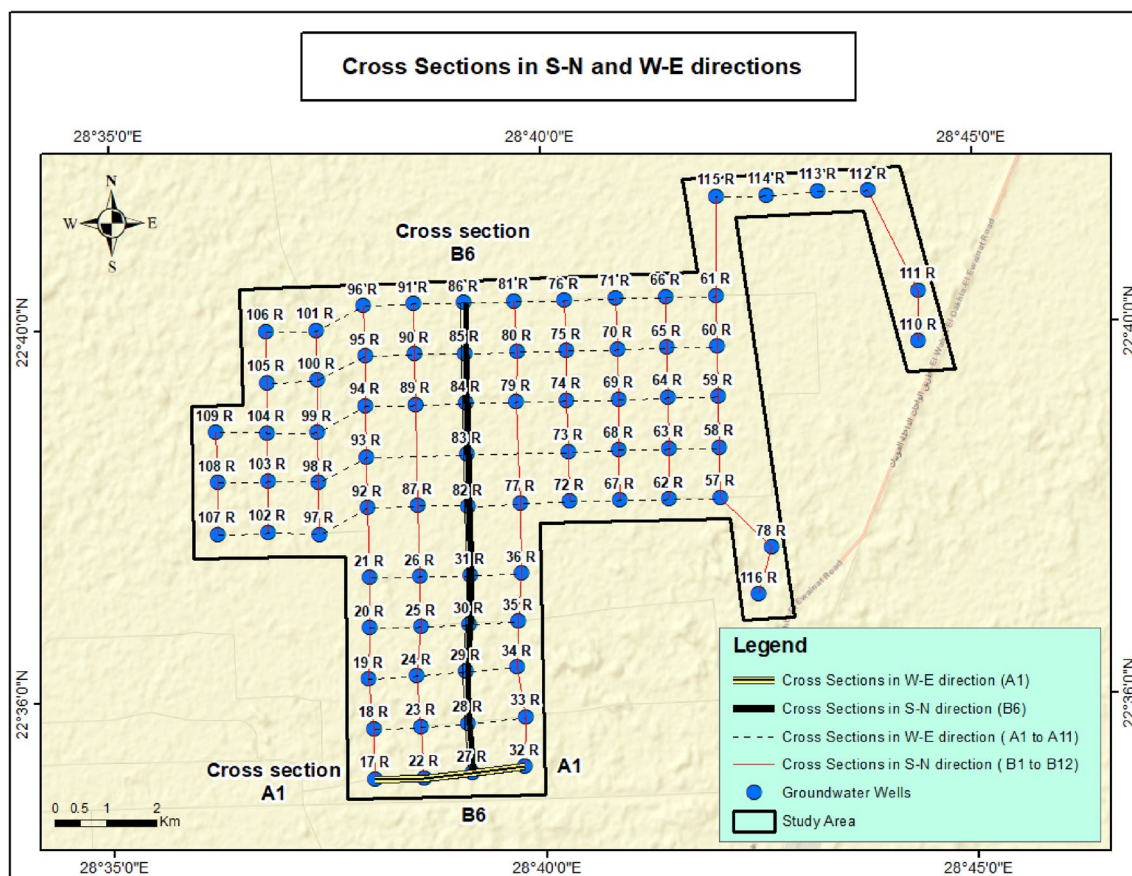 Cross Sections in S-N and W-E directions
28°35'0"E
28°40'0"E
28°45'0"E
N
W E
S
Cross section
B6
115 R 114 R 113 R 112 R
111 R
110 R
106 R 101 R 96 R 91 R 86 R 81 R 76 R 71 R 66 R 61 R
22°40'0"N
22°40'0"N
105 R 100 R 95 R 90 R 85 R 80 R 75 R 70 R 65 R 60 R
109 R 104 R 99 R 94 R 89 R 84 R 79 R 74 R 69 R 64 R 59 R
108 R 103 R 98 R 93 R 83 R 73 R 68 R 63 R 58 R
107 R 102 R 97 R 92 R 87 R 82 R 77 R 72 R 67 R 62 R 57 R
78 R
116 R
21 R 26 R 31 R 36 R
20 R 25 R 30 R 35 R
19 R 24 R 29 R 34 R
18 R 23 R 28 R 33 R
17 R 22 R 27 R 32 R
22°36'0"N
22°36'0"N
Cross section
A1
A1
B6
0 0.5 1 2
Km
Legend
Cross Sections in W-E direction (A1)
Cross Sections in S-N direction (B6)
Cross Sections in W-E direction ( A1 to A11)
Cross Sections in S-N direction ( B1 to B12)
Groundwater Wells
Study Area
28°35'0"E
28°40'0"E
28°45'0"E